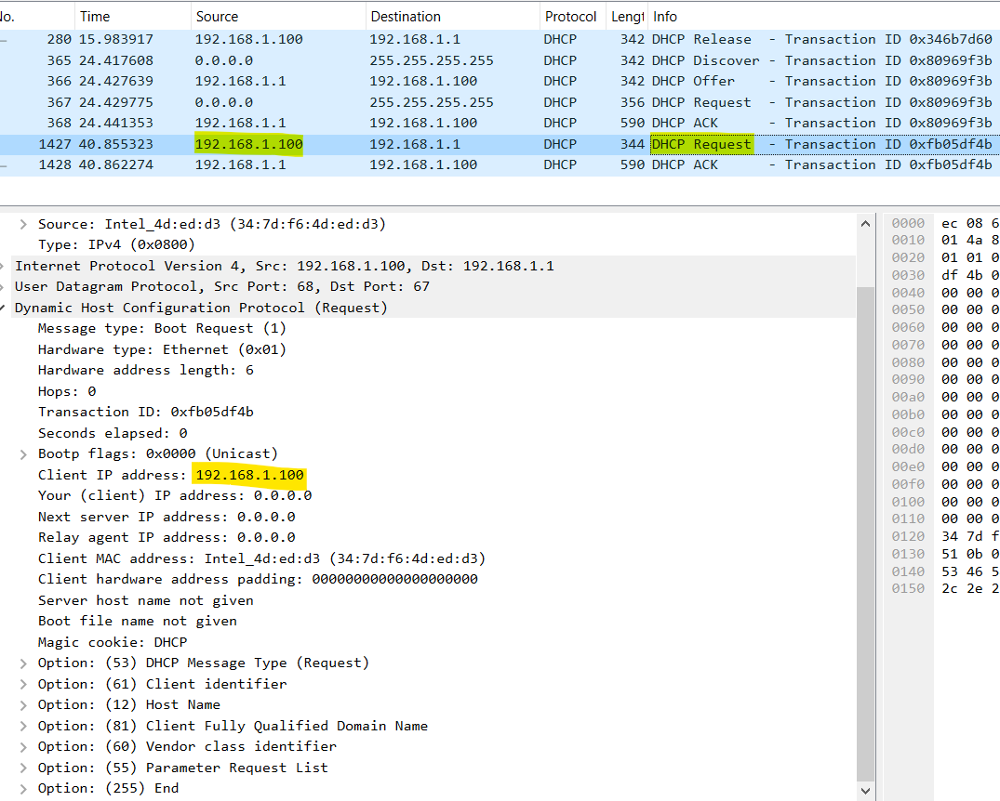 No. Time Source Destination Protocol Lengt Info
280 15.983917 192.168.1.100 192.168.1.1 DHCP 342 DHCP Release - Transaction ID 0x346b7d60
365 24.417608 0.0.0.0 255.255.255.255 DHCP 342 DHCP Discover - Transaction ID 0x80969f3b
366 24.427639 192.168.1.1 192.168.1.100 DHCP 342 DHCP Offer - Transaction ID 0x80969f3b
367 24.429775 0.0.0.0 255.255.255.255 DHCP 356 DHCP Request - Transaction ID 0x80969f3b
368 24.441353 192.168.1.1 192.168.1.100 DHCP 590 DHCP ACK - Transaction ID 0x80969f3b
1427 40.855323 192.168.1.100 192.168.1.1 DHCP 344 DHCP Request - Transaction ID 0xfb05df4b
1428 40.862274 192.168.1.1 192.168.1.100 DHCP 590 DHCP ACK - Transaction ID 0xfb05df4b
Source: Intel_4d:ed:d3 (34:7d:f6:4d:ed:d3)
Type: IPv4 (0x0800)
Internet Protocol Version 4, Src: 192.168.1.100, Dst: 192.168.1.1
User Datagram Protocol, Src Port: 68, Dst Port: 67
Dynamic Host Configuration Protocol (Request)
Message type: Boot Request (1)
Hardware type: Ethernet (0x01)
Hardware address length: 6
Hops: 0
Transaction ID: 0xfb05df4b
Seconds elapsed: 0
Bootp flags: 0x0000 (Unicast)
Client IP address: 192.168.1.100
Your (client) IP address: 0.0.0.0
Next server IP address: 0.0.0.0
Relay agent IP address: 0.0.0.0
Client MAC address: Intel_4d:ed:d3 (34:7d:f6:4d:ed:d3)
Client hardware address padding: 00000000000000000000
Server host name not given
Boot file name not given
Magic cookie: DHCP
Option: (53) DHCP Message Type (Request)
Option: (61) Client identifier
Option: (12) Host Name
Option: (81) Client Fully Qualified Domain Name
Option: (60) Vendor class identifier
Option: (55) Parameter Request List
Option: (255) End
0000 ec 08 6
0010 01 4a 8
0020 01 01 0
0030 df 4b 0
0040 00 00 0
0050 00 00 0
0060 00 00 0
0070 00 00 0
0080 00 00 0
0090 00 00 0
00a0 00 00 0
00b0 00 00 0
00c0 00 00 0
00d0 00 00 0
00e0 00 00 0
00f0 00 00 0
0100 00 00 0
0110 00 00 0
0120 34 7d f
0130 51 0b 0
0140 53 46 5
0150 2c 2e 2